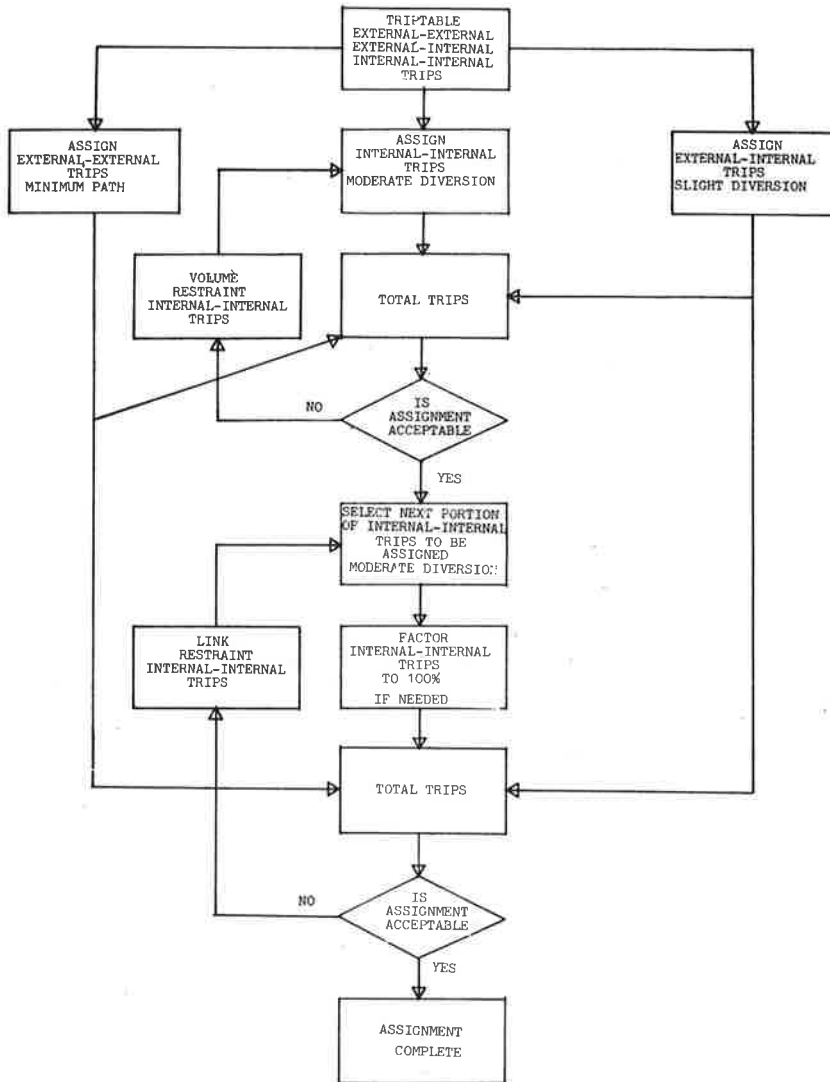 TRIPTABLE
EXTERNAL-EXTERNAL
EXTERNAL-INTERNAL
INTERNAL-INTERNAL
TRIPS
ASSIGN
EXTERNAL-EXTERNAL
TRIPS
MINIMUM PATH
ASSIGN
INTERNAL-INTERNAL
TRIPS
MODERATE DIVERSION
ASSIGN
EXTERNAL-INTERNAL
TRIPS
SLIGHT DIVERSION
VOLUME
RESTRAINT
INTERNAL-INTERNAL
TRIPS
TOTAL TRIPS
NO
IS
ASSIGNMENT
ACCEPTABLE
YES
SELECT NEXT PORTION
OF INTERNAL-INTERNAL
TRIPS TO BE
ASSIGNED
MODERATE DIVERSION
LINK
RESTRAINT
INTERNAL-INTERNAL
TRIPS
FACTOR
INTERNAL-INTERNAL
TRIPS
TO 100%
IF NEEDED
TOTAL TRIPS
NO
IS
ASSIGNMENT
ACCEPTABLE
YES
ASSIGNMENT
COMPLETE